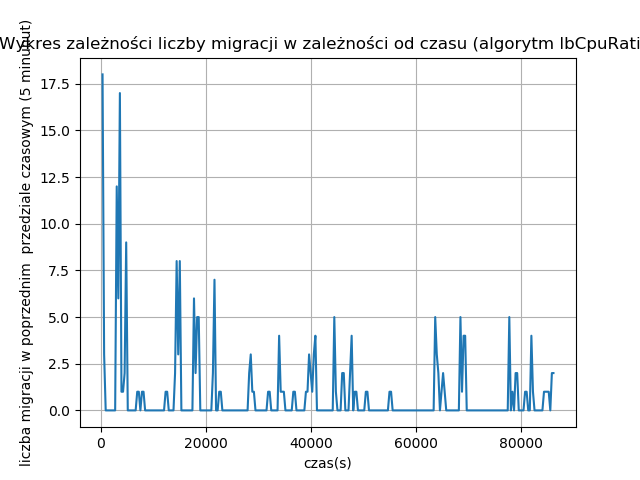 Wykres zależności liczby migracji w zależności od czasu (algorytm lbCpuRati
liczba migracji w poprzednim przedziale czasowym (5 minunut)
17.5
15.0
12.5
10.0
7.5
5.0
2.5
0.0
0 20000 40000 60000 80000
czas(s)